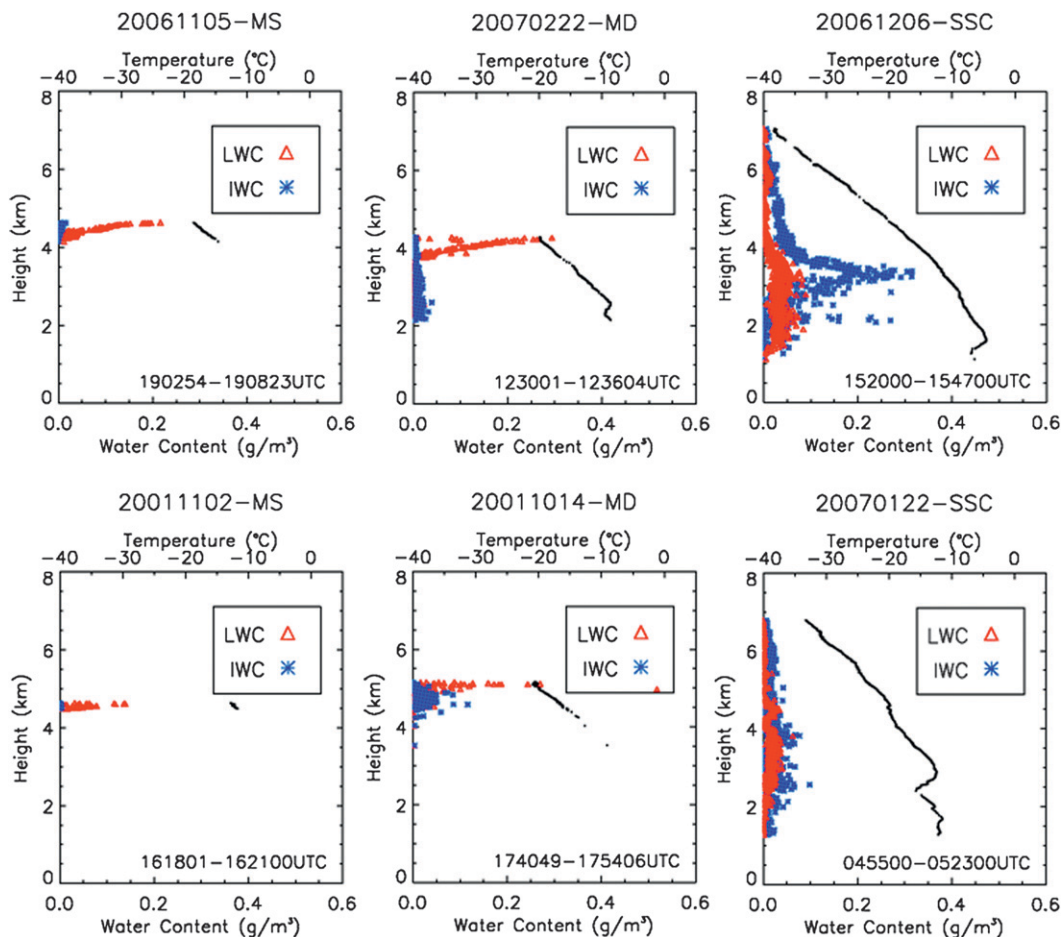 20061105-MS
Temperature (°C)
-40 -30 -20 -10 0
8
6
4
2
0
Height (km)
LWC
IWC
190254-190823UTC
0.0 0.2 0.4 0.6
Water Content (g/m³)
20070222-MD
Temperature (°C)
-40 -30 -20 -10 0
8
6
4
2
0
Height (km)
LWC
IWC
123001-123604UTC
0.0 0.2 0.4 0.6
Water Content (g/m³)
20061206-SSC
Temperature (°C)
-40 -30 -20 -10 0
8
6
4
2
0
Height (km)
LWC
IWC
152000-154700UTC
0.0 0.2 0.4 0.6
Water Content (g/m³)
20011102-MS
Temperature (°C)
-40 -30 -20 -10 0
8
6
4
2
0
Height (km)
LWC
IWC
161801-162100UTC
0.0 0.2 0.4 0.6
Water Content (g/m³)
20011014-MD
Temperature (°C)
-40 -30 -20 -10 0
8
6
4
2
0
Height (km)
LWC
IWC
174049-175406UTC
0.0 0.2 0.4 0.6
Water Content (g/m³)
20070122-SSC
Temperature (°C)
-40 -30 -20 -10 0
8
6
4
2
0
Height (km)
LWC
IWC
045500-052300UTC
0.0 0.2 0.4 0.6
Water Content (g/m³)